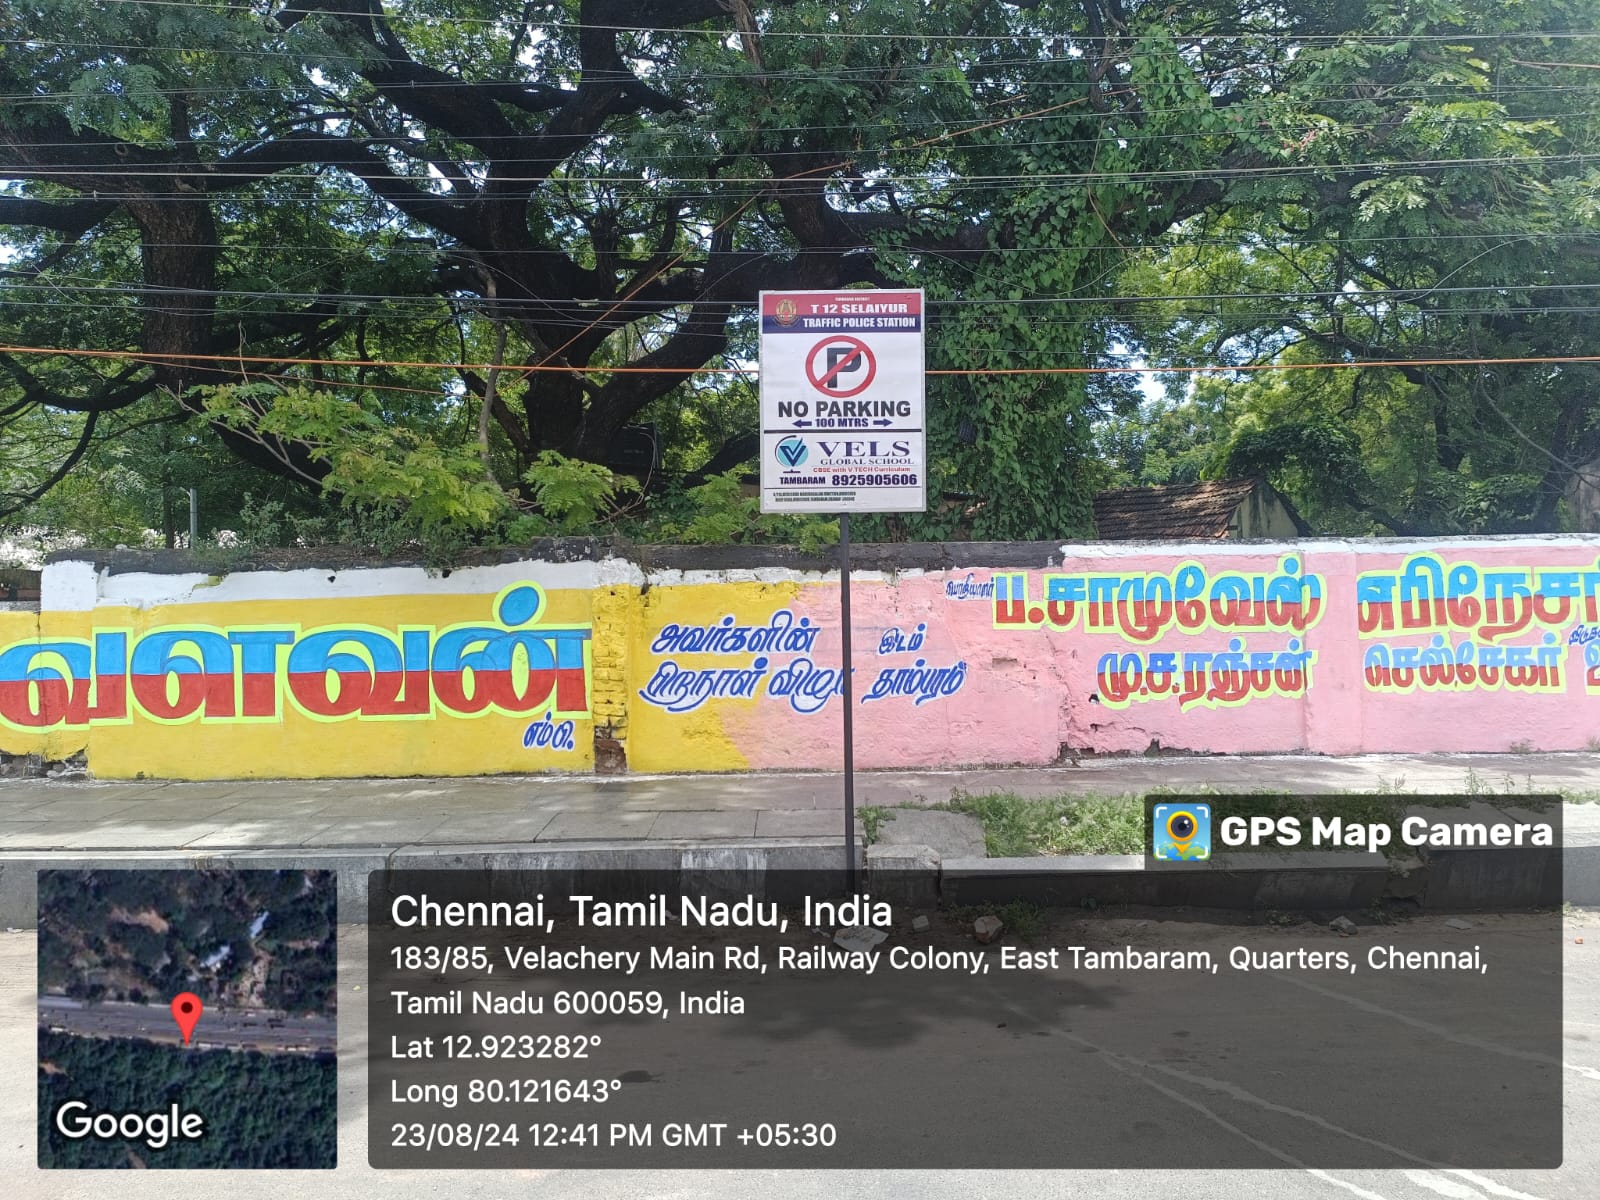 T 12 SELAIYUR
TRAFFIC POLICE STATION
P
NO PARKING
100 MTRS
VELS
GLOBAL SCHOOL
CBSE with V TECH Curriculum
TAMBARAM 8925905606
வளவன்
எம்.பி.
அவர்களின்
பிறந்நாள் விழா
இடம்
தாம்பரம்
பொறியாளர்
ப.சாமுவேல்
மு.ச.ரஞ்சன்
எபிநேசர்
செல்சேகர்
GPS Map Camera
Google
Chennai, Tamil Nadu, India
183/85, Velachery Main Rd, Railway Colony, East Tambaram, Quarters, Chennai,
Tamil Nadu 600059, India
Lat 12.923282°
Long 80.121643°
23/08/24 12:41 PM GMT +05:30